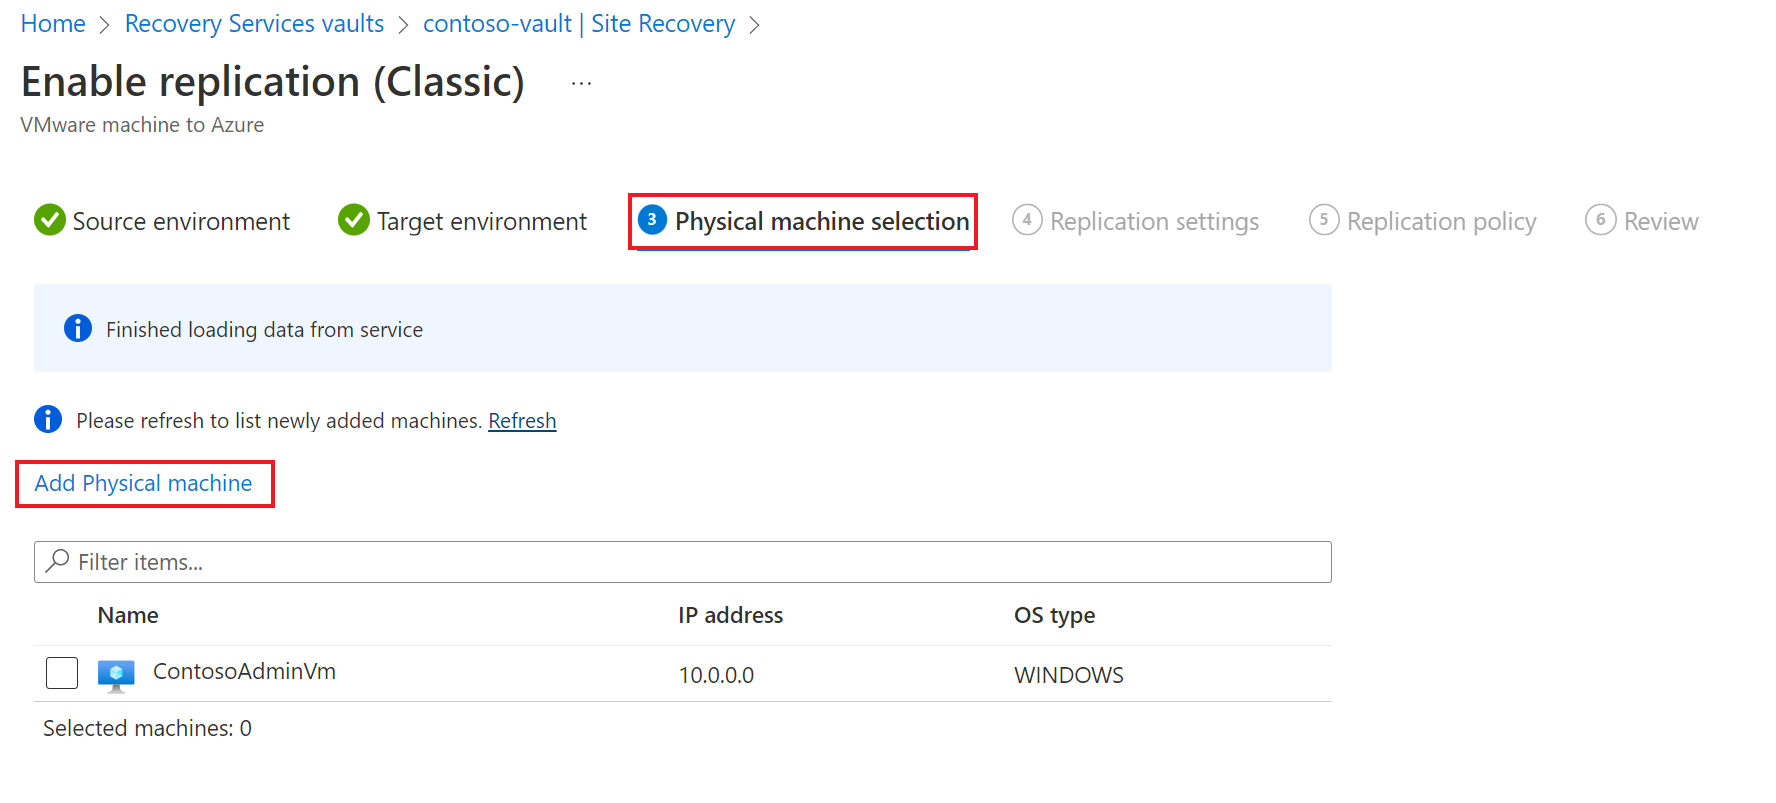 Home > Recovery Services vaults > contoso-vault | Site Recovery >
Enable replication (Classic) ...
VMware machine to Azure
Source environment Target environment 3 Physical machine selection 4 Replication settings 5 Replication policy 6 Review
Finished loading data from service
Please refresh to list newly added machines. Refresh
Add Physical machine
Filter items...
Name IP address OS type
ContosoAdminVm 10.0.0.0 WINDOWS
Selected machines: 0